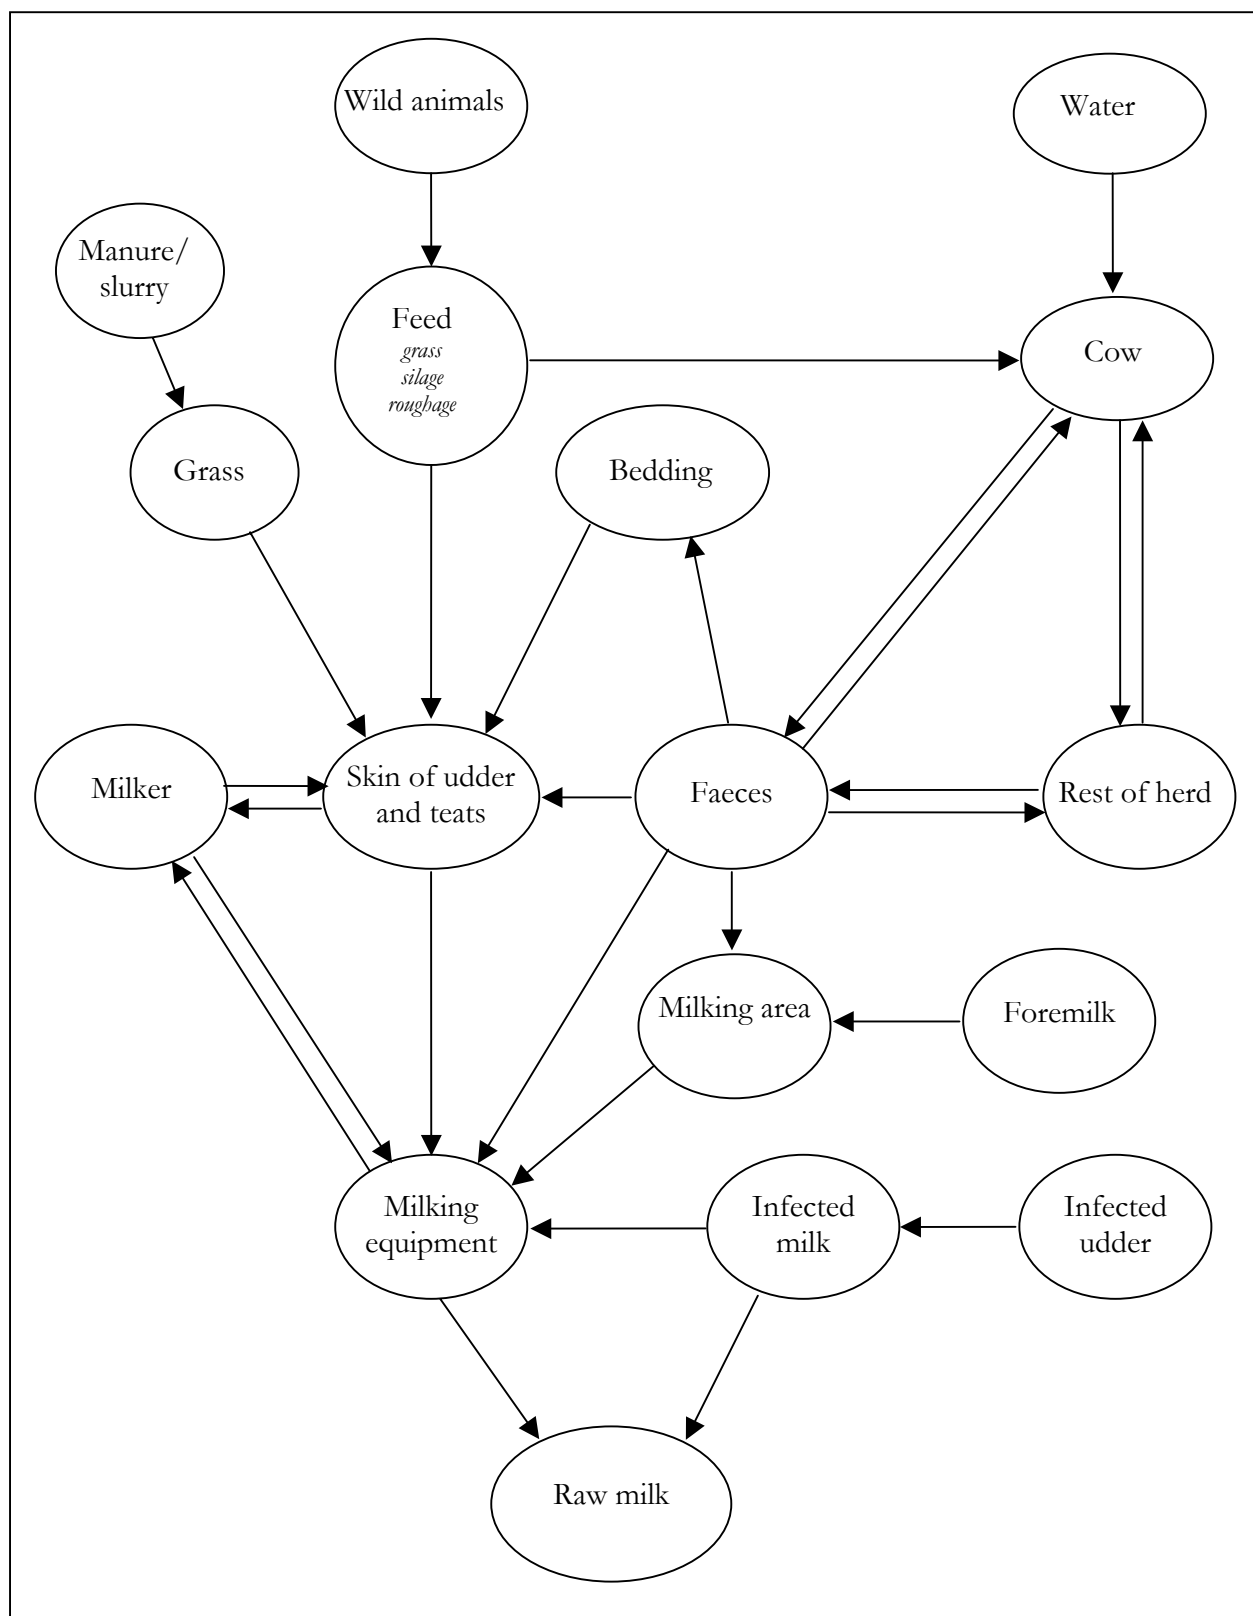 Wild animals
Water
Manure/
slurry
Feed
grass
silage
roughage
Cow
Grass
Bedding
Milker
Skin of udder
and teats
Faeces
Rest of herd
Milking area
Foremilk
Milking
equipment
Infected
milk
Infected
udder
Raw milk